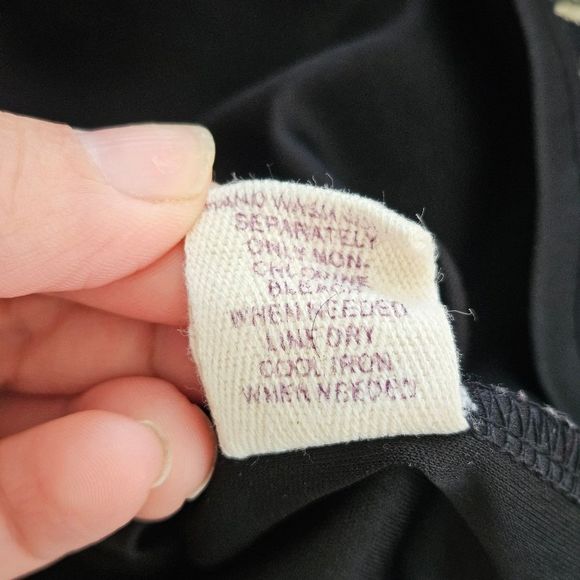 HAND WASH
SEPARATELY
ONLY NON-
CHLORINE
BLEACH
WHEN NEEDED
LINE DRY
COOL IRON
WHEN NEEDED